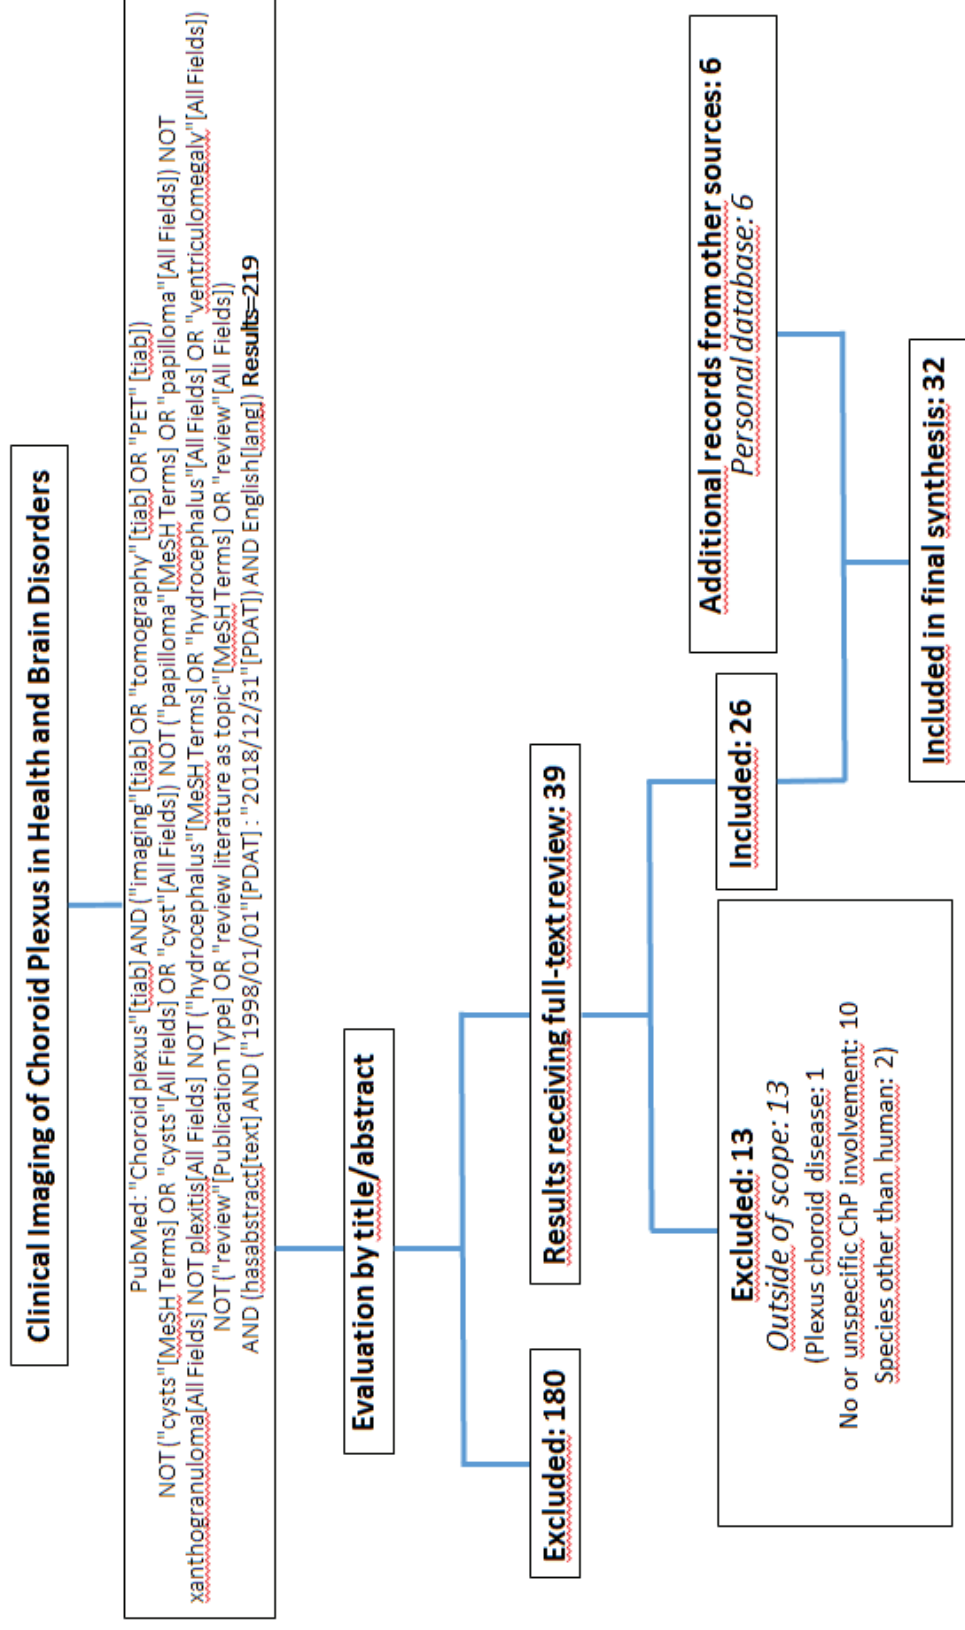 Clinical Imaging of Choroid Plexus in Health and Brain Disorders
PubMed: "Choroid plexus"[tiab] AND ("imaging"[tiab] OR "tomography"[tiab] OR "PET" [tiab])
NOT ("cysts"[MeSH Terms] OR "cysts"[All Fields] OR "cyst"[All Fields]) NOT ("papilloma"[MeSH Terms] OR "papilloma"[All Fields]) NOT
xanthogranuloma[All Fields] NOT plexitis[All Fields] NOT ("hydrocephalus"[MeSH Terms] OR "hydrocephalus"[All Fields] OR "ventriculomegaly"[All Fields])
NOT ("review"[Publication Type] OR "review literature as topic"[MeSH Terms] OR "review"[All Fields])
AND (hasabstract[text] AND ("1998/01/01"[PDAT] : "2018/12/31"[PDAT]) AND English[lang]) Results=219
Evaluation by title/abstract
Excluded: 180
Results receiving full-text review: 39
Excluded: 13
Outside of scope: 13
(Plexus choroid disease: 1
No or unspecific ChP involvement: 10
Species other than human: 2)
Included: 26
Additional records from other sources: 6
Personal database: 6
Included in final synthesis: 32